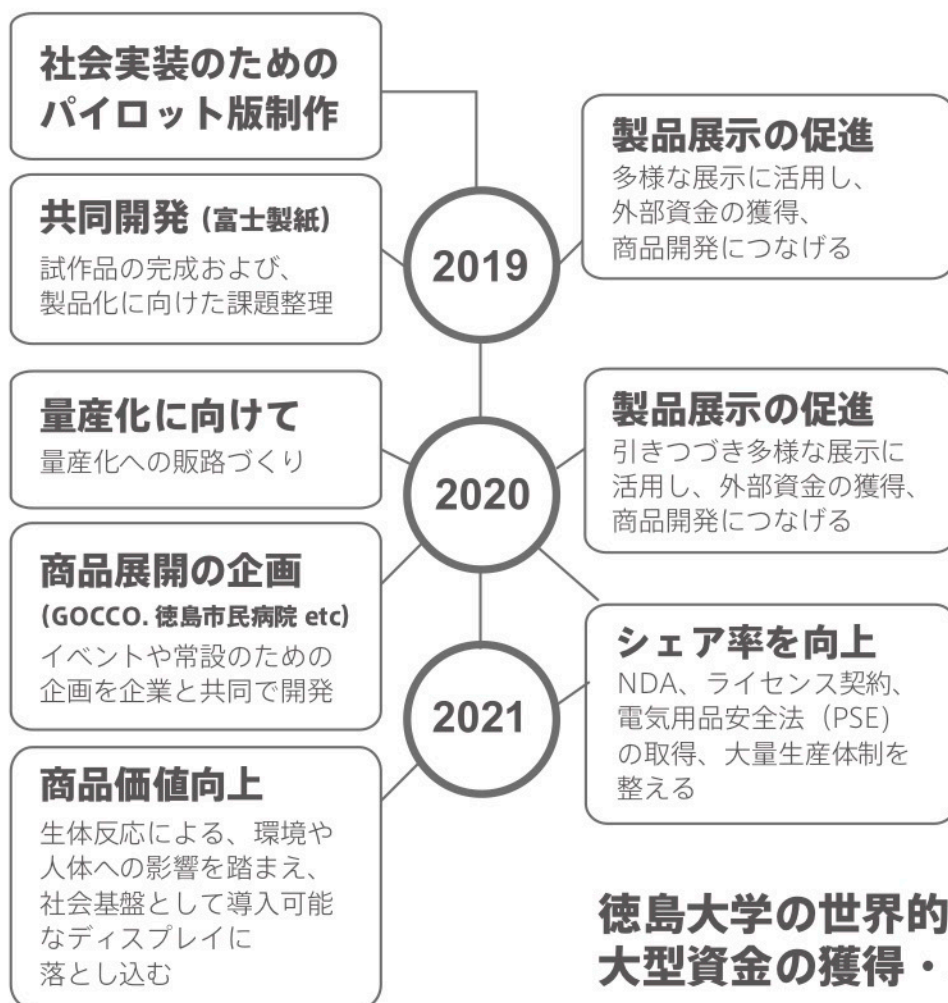 社会実装のための
パイロット版制作
共同開発（富士製紙）
試作品の完成および、
製品化に向けた課題整理
2019
製品展示の促進
多様な展示に活用し、
外部資金の獲得、
商品開発につなげる
量産化に向けて
量産化への販路づくり
2020
製品展示の促進
引きつづき多様な展示に
活用し、外部資金の獲得、
商品開発につなげる
商品展開の企画
(GOCCO. 徳島市民病院 etc)
イベントや常設のための
企画を企業と共同で開発
2021
シェア率を向上
NDA、ライセンス契約、
電気用品安全法（PSE）
の取得、大量生産体制を
整える
商品価値向上
生体反応による、環境や
人体への影響を踏まえ、
社会基盤として導入可能
なディスプレイに
落とし込む
徳島大学の世界的
大型資金の獲得・